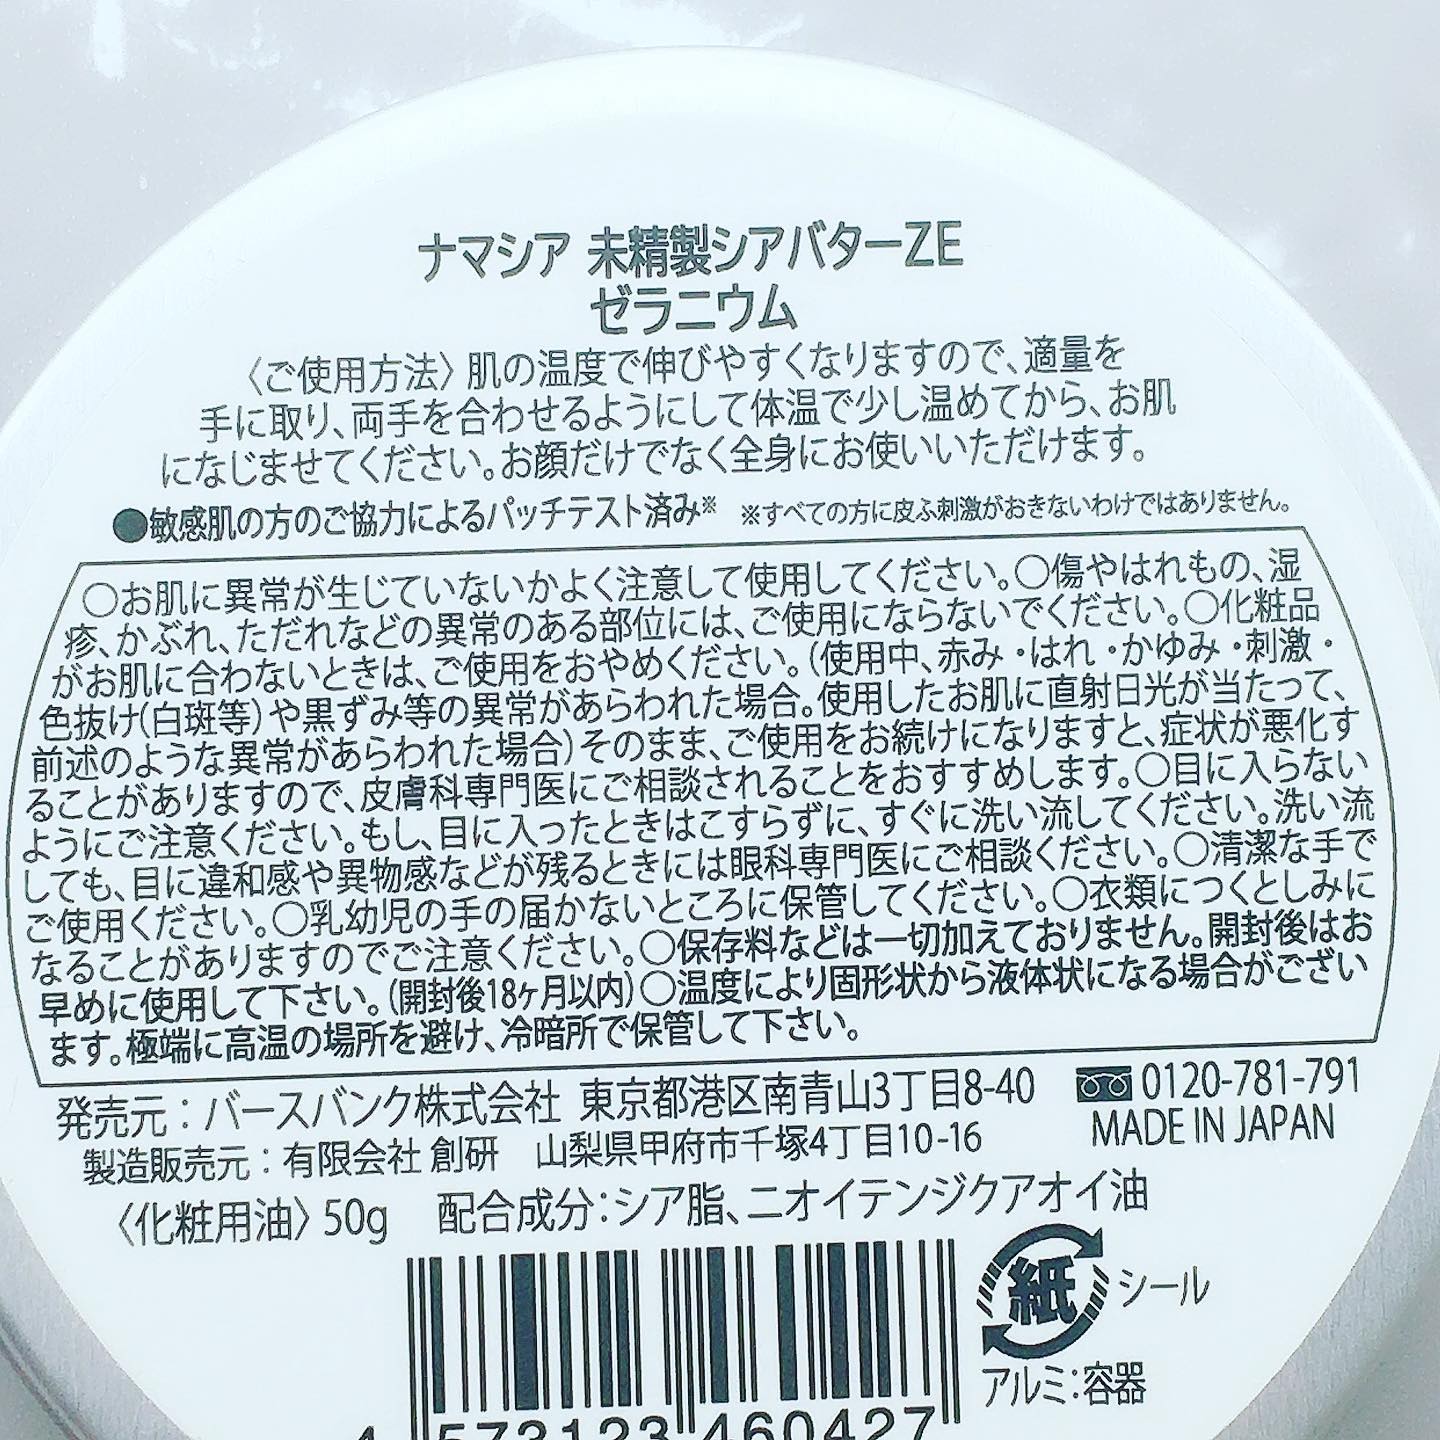 ナマシア 未精製シアバターZE
ゼラニウム
〈ご使用方法〉肌の温度で伸びやすくなりますので、適量を
手に取り、両手を合わせるようにして体温で少し温めてから、お肌
になじませてください。お顔だけでなく全身にお使いいただけます。
●敏感肌の方のご協力によるパッチテスト済み※ ※すべての方に皮ふ刺激がおきないわけではありません。
○お肌に異常が生じていないかよく注意して使用してください。○傷やはれもの、湿
疹、かぶれ、ただれなどの異常のある部位には、ご使用にならないでください。○化粧品
がお肌に合わないときは、ご使用をおやめください。（使用中、赤み・はれ・かゆみ・刺激・
色抜け（白斑等）や黒ずみ等の異常があらわれた場合。使用したお肌に直射日光が当たって、
前述のような異常があらわれた場合）そのまま、ご使用をお続けになりますと、症状が悪化す
ることがありますので、皮膚科専門医にご相談されることをおすすめします。○目に入らない
ようにご注意ください。もし、目に入ったときはこすらずに、すぐに洗い流してください。洗い流
しても、目に違和感や異物感などが残るときには眼科専門医にご相談ください。○清潔な手で
ご使用ください。○乳幼児の手の届かないところに保管してください。○衣類につくとしみに
なることがありますのでご注意ください。○保存料などは一切加えておりません。開封後はお
早めに使用して下さい。（開封後18ヶ月以内）○温度により固形状から液体状になる場合がござい
ます。極端に高温の場所を避け、冷暗所で保管して下さい。
発売元：バースバンク株式会社 東京都港区南青山3丁目8-40 0120-781-791
製造販売元：有限会社 創研 山梨県甲府市千塚4丁目10-16 MADE IN JAPAN
〈化粧用油〉50g 配合成分：シア脂、ニオイテンジクアオイ油
紙 シール
アルミ：容器
4 573123 460427